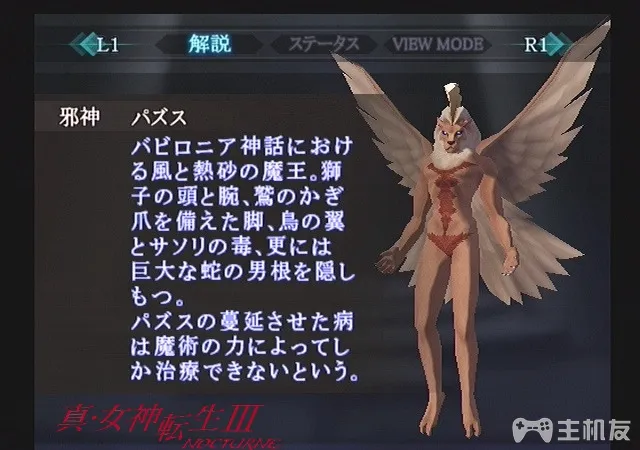 L1 解説 ステータス VIEW MODE R1
邪神 パズス
バビロニア神話におけ
る風と熱砂の魔王。獅
子の頭と腕、鷲のかぎ
爪を備えた脚、鳥の翼
とサソリの毒、更には
巨大な蛇の男根を隠し
もつ。
パズスの蔓延させた病
は魔術の力によってし
か治療できないという。
真・女神転生III
NOCTURNE
主机友